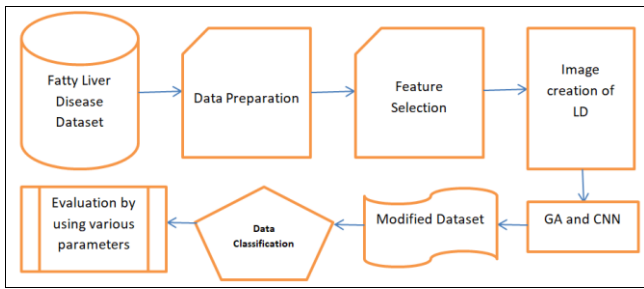 Fatty Liver
Disease
Dataset
Data Preparation
Feature
Selection
Image
creation of
LD
GA and CNN
Modified Dataset
Data
Classification
Evaluation by
using various
parameters